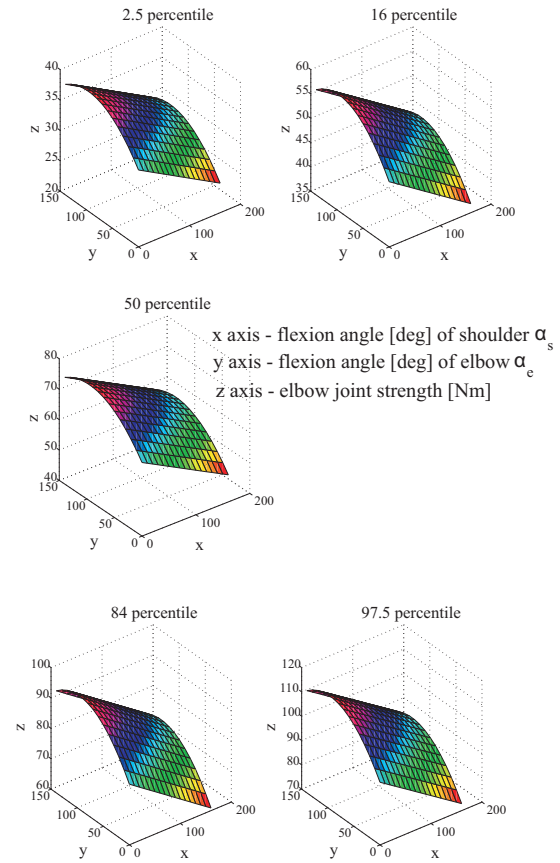 2.5 percentile
16 percentile
40
35
30
25
20
z
150
100
50
0
y
0
100
200
x
60
55
50
45
40
35
z
150
100
50
0
y
0
100
200
x
50 percentile
80
70
60
50
40
z
150
100
50
0
y
0
100
200
x
x axis - flexion angle [deg] of shoulder αs
y axis - flexion angle [deg] of elbow αe
z axis - elbow joint strength [Nm]
84 percentile
97.5 percentile
100
90
80
70
60
z
150
100
50
0
y
0
100
200
x
120
110
100
90
80
70
z
150
100
50
0
y
0
100
200
x